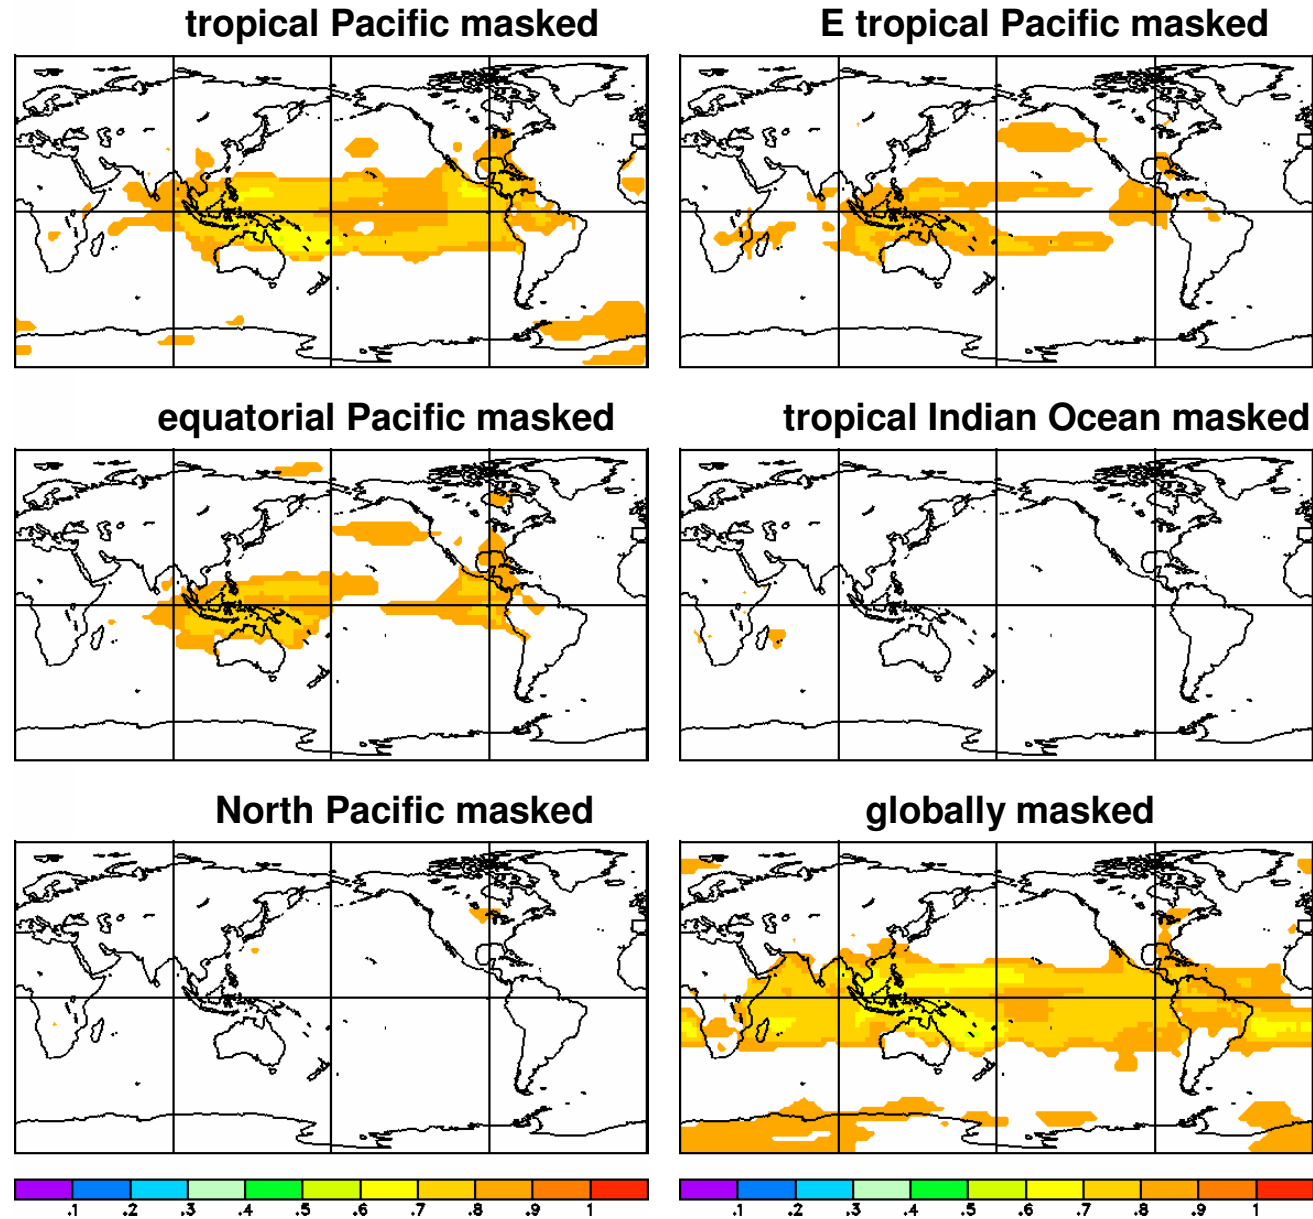 tropical Pacific masked
E tropical Pacific masked
equatorial Pacific masked
tropical Indian Ocean masked
North Pacific masked
globally masked
.1 .2 .3 .4 .5 .6 .7 .8 .9 1
.1 .2 .3 .4 .5 .6 .7 .8 .9 1